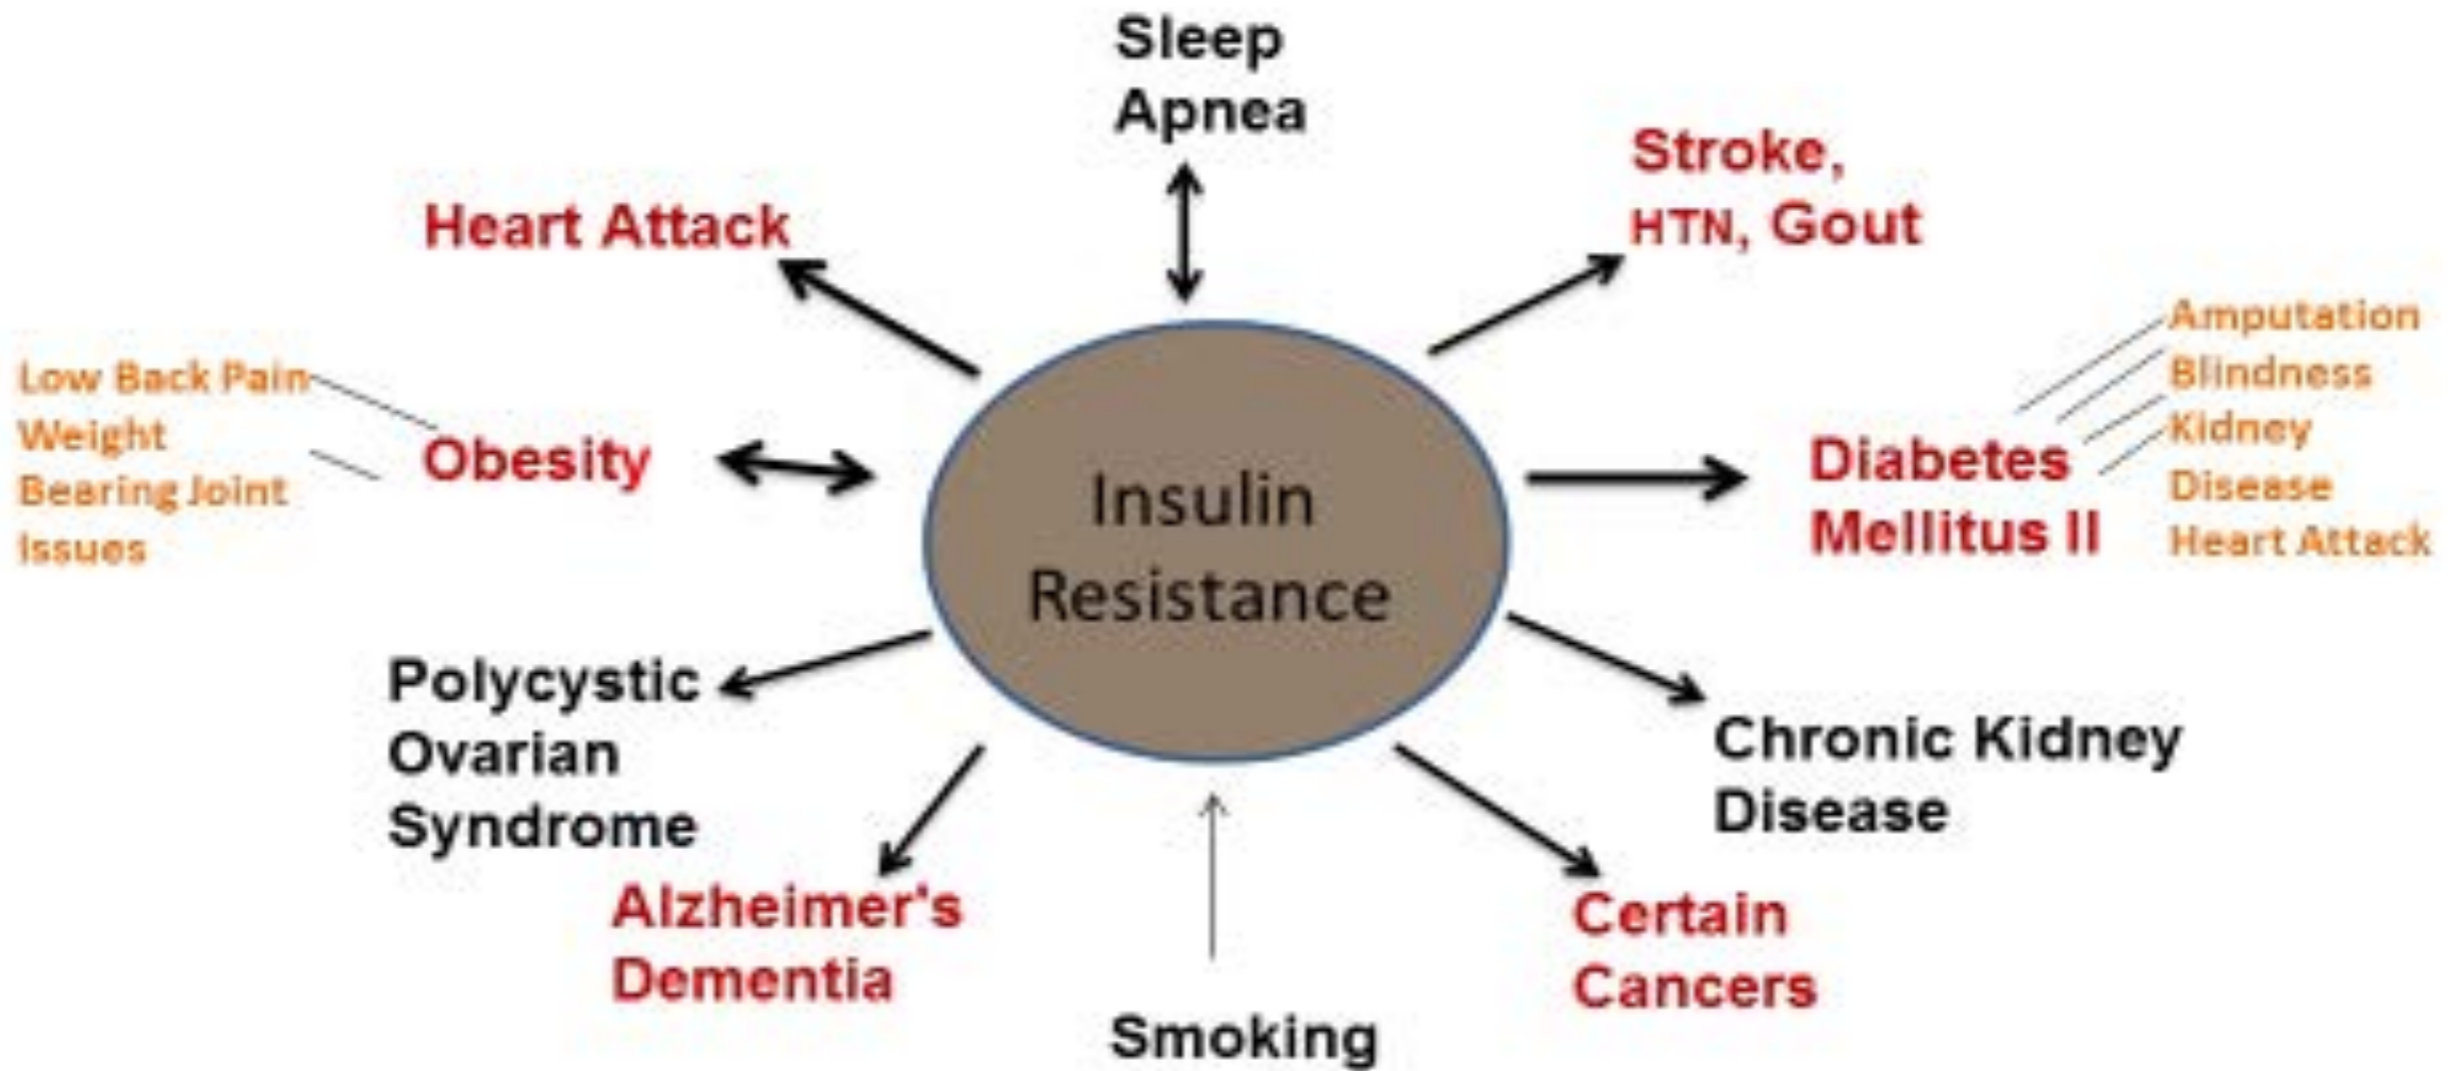 Sleep
Apnea
Stroke,
HTN, Gout
Heart Attack
Amputation
Blindness
Kidney
Disease
Heart Attack
Low Back Pain
Weight
Bearing Joint
Issues
Obesity
Diabetes
Mellitus II
Insulin
Resistance
Polycystic
Ovarian
Syndrome
Chronic Kidney
Disease
Alzheimer's
Dementia
Certain
Cancers
Smoking